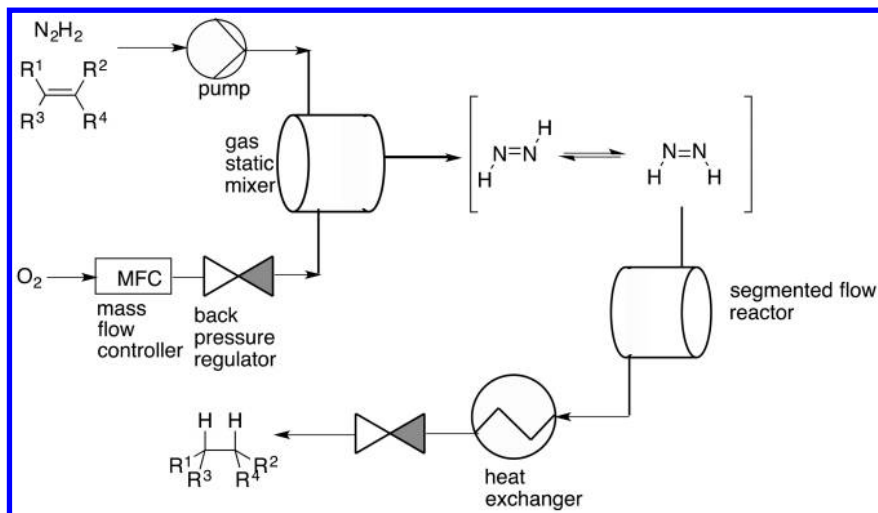 N₂H₂
R¹ R²
R³ R⁴
pump
gas
static
mixer
H
N=N
H
N=N
H H
O₂
MFC
mass
flow
controller
back
pressure
regulator
segmented flow
reactor
H H
R¹ R²
R³ R⁴
heat
exchanger